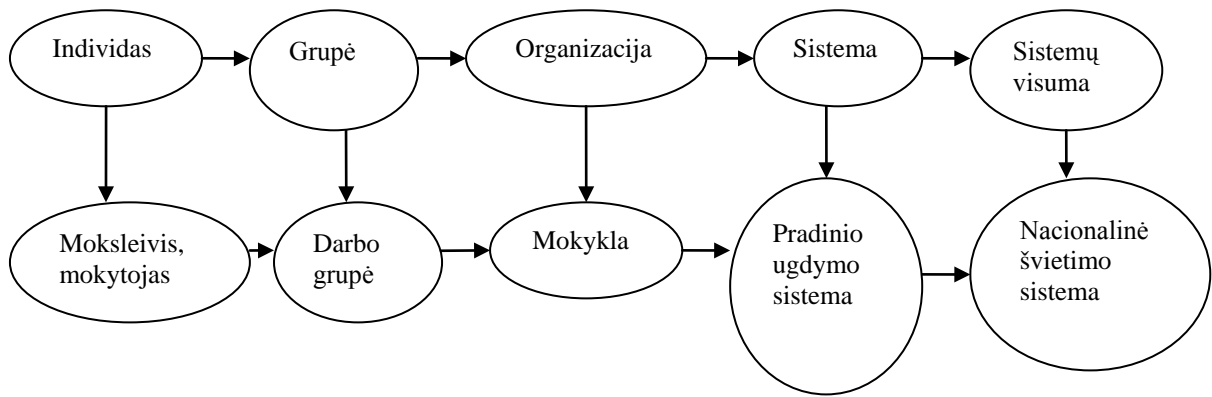 Individas
Grupė
Organizacija
Sistema
Sistemų
visuma
Moksleivis,
mokytojas
Darbo
grupė
Mokykla
Pradinio
ugdymo
sistema
Nacionalinė
švietimo
sistema